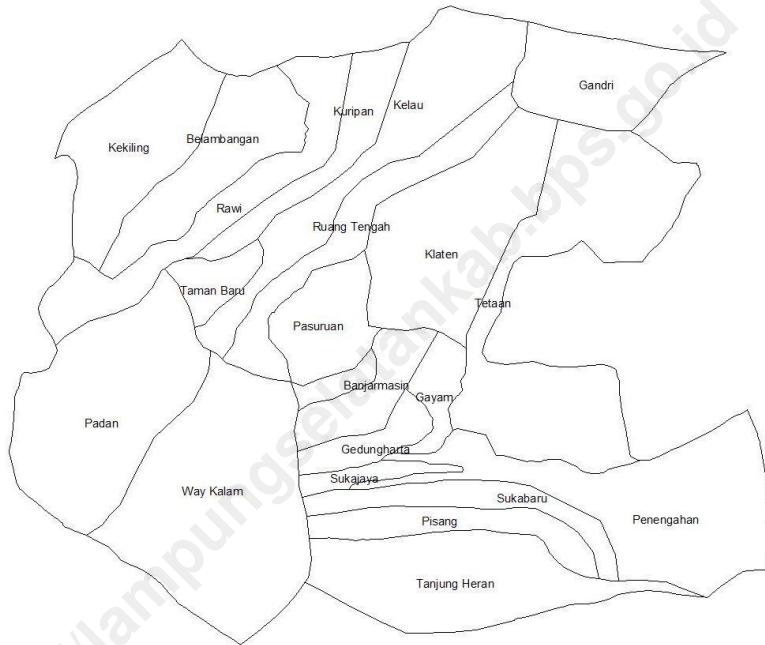 Gandri
Kelau
Kuripan
Belambangan
Kekiling
Rawi
Ruang Tengah
Klaten
Taman Baru
Tetaan
Pasuruan
Banjarmasin
Gayam
Padan
Gedungharta
Sukajaya
Way Kalam
Sukabaru
Pisang
Penengahan
Tanjung Heran
//lampungselatankab.bps.go.id